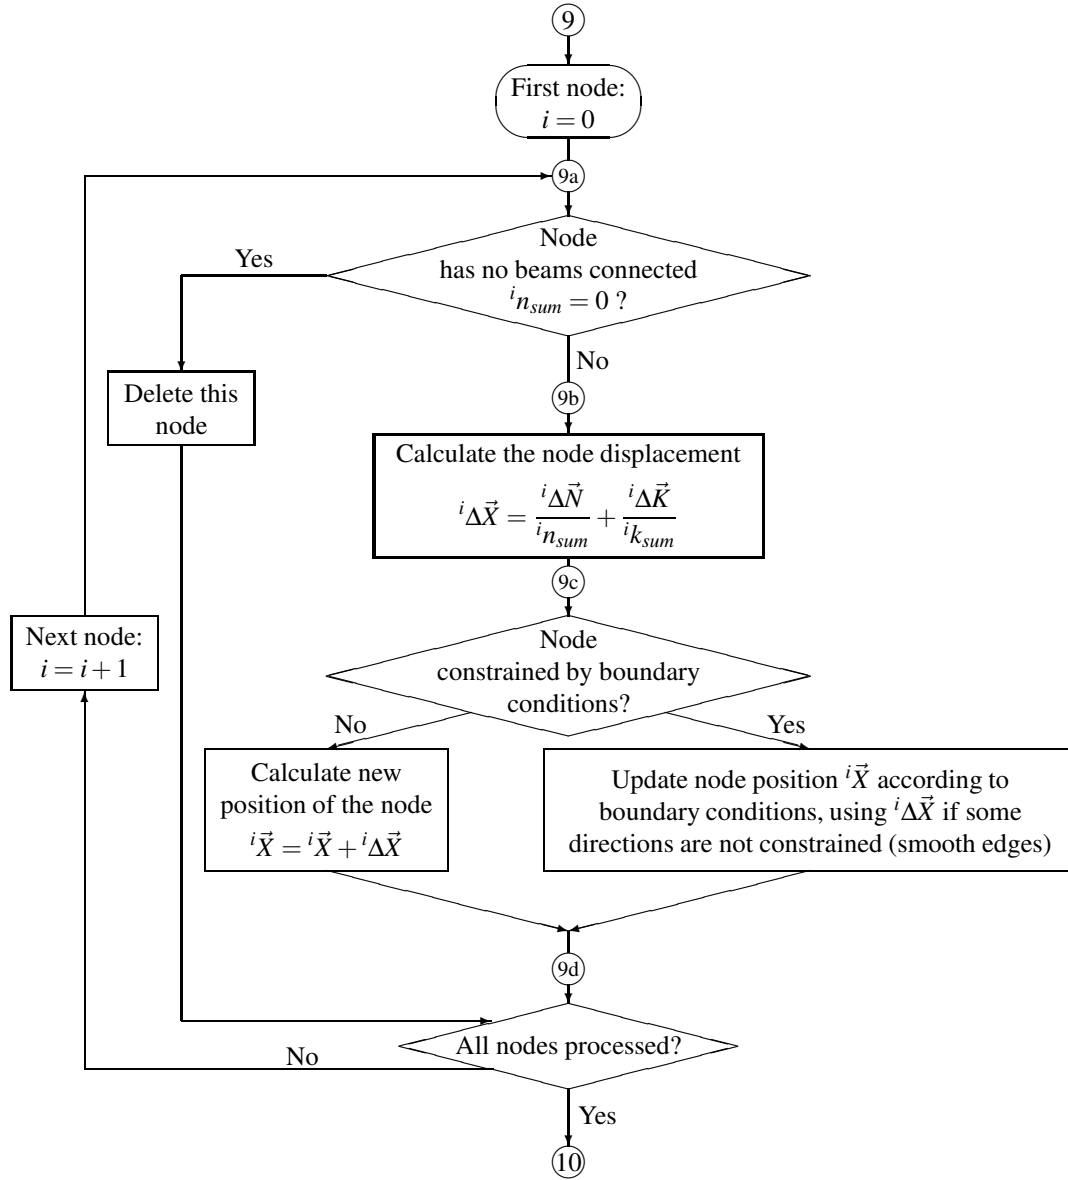 9
First node:
i = 0
9a
Node
has no beams connected
ⁱn_sum = 0 ?
Yes
No
Delete this
node
9b
Calculate the node displacement
ⁱΔX⃗ = ⁱΔN⃗ / ⁱn_sum + ⁱΔK⃗ / ⁱk_sum
9c
Next node:
i = i + 1
Node
constrained by boundary
conditions?
No
Yes
Calculate new
position of the node
ⁱX⃗ = ⁱX⃗ + ⁱΔX⃗
Update node position ⁱX⃗ according to
boundary conditions, using ⁱΔX⃗ if some
directions are not constrained (smooth edges)
9d
All nodes processed?
No
Yes
10